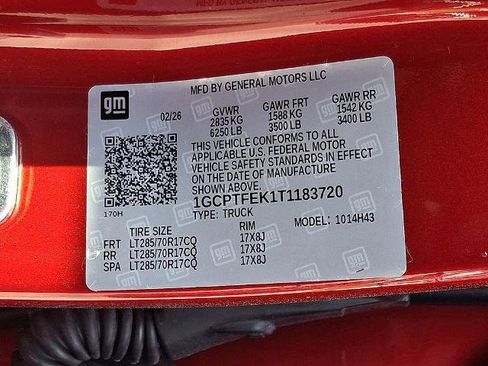 MFD BY GENERAL MOTORS LLC
gm
02/26
GVWR GAWR FRT GAWR RR
2835 KG 1588 KG 1542 KG
6250 LB 3500 LB 3400 LB
THIS VEHICLE CONFORMS TO ALL
APPLICABLE U.S. FEDERAL MOTOR
VEHICLE SAFETY STANDARDS IN EFFECT
ON THE DATE OF MANUFACTURE
SHOWN ABOVE.
1GCPTFEK1T1183720
170H
TYPE: TRUCK MODEL: 1014H43
TIRE SIZE RIM
FRT LT285/70R17CQ 17X8J
RR LT285/70R17CQ 17X8J
SPA LT285/70R17CQ 17X8J